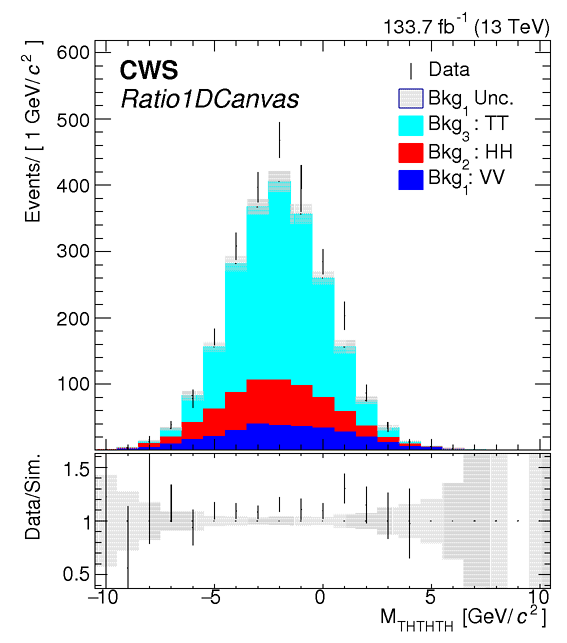 133.7 fb⁻¹ (13 TeV)
CWS
Ratio1DCanvas
Data
Bkg₁ Unc.
Bkg₃ : TT
Bkg₂ : HH
Bkg₁ : VV
Events/ [ 1 GeV/c² ]
600
500
400
300
200
100
Data/Sim.
1.5
1
0.5
−10
−5
0
5
10
M_THTHTH [GeV/c²]